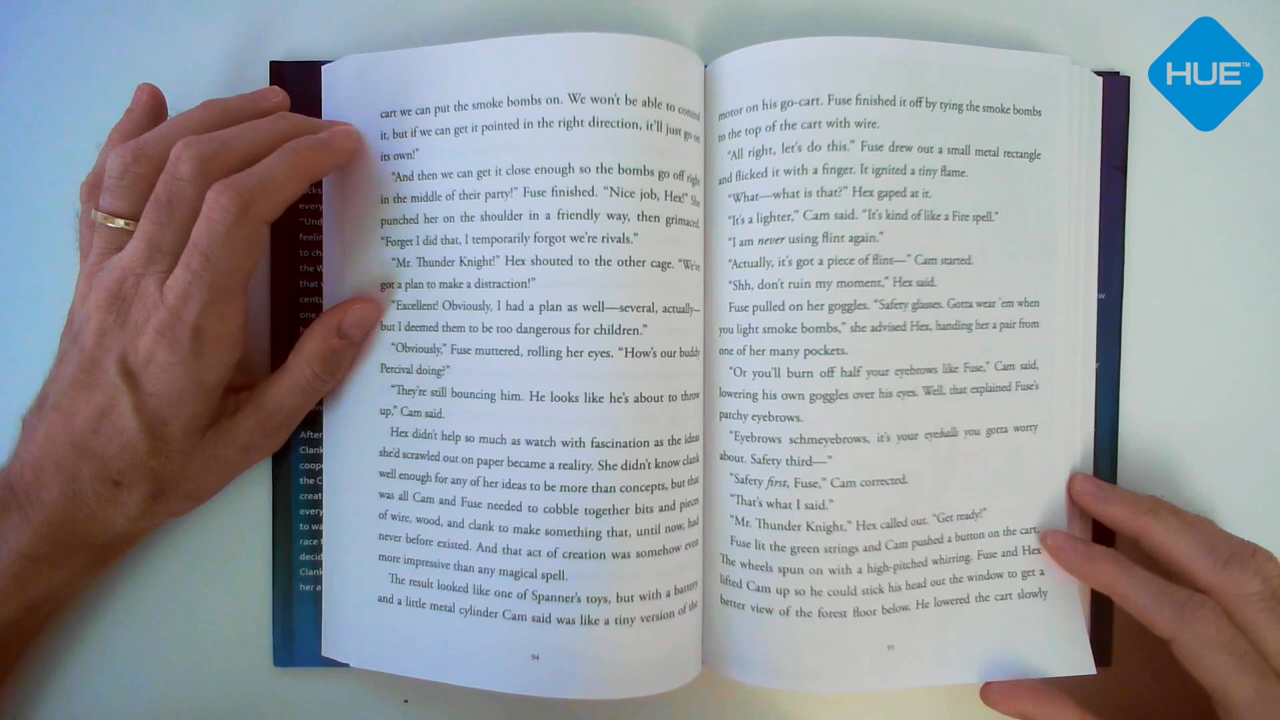 HUE™
cart we can put the smoke bombs on. We won't be able to control
it, but if we can get it pointed in the right direction, it'll just go on
its own!"
"And then we can get it close enough so the bombs go off right
in the middle of their party!" Fuse finished. "Nice job, Hex!" She
punched her on the shoulder in a friendly way, then grimaced.
"Forget I did that, I temporarily forgot we're rivals."
"Mr. Thunder Knight!" Hex shouted to the other cage. "We've
got a plan to make a distraction!"
"Excellent! Obviously, I had a plan as well—several, actually—
but I deemed them to be too dangerous for children."
"Obviously," Fuse muttered, rolling her eyes. "How's our buddy
Percival doing?"
"They're still bouncing him. He looks like he's about to throw
up," Cam said.
Hex didn't help so much as watch with fascination as the ideas
she'd scrawled out on paper became a reality. She didn't know clank
well enough for any of her ideas to be more than concepts, but that
was all Cam and Fuse needed to cobble together bits and pieces
of wire, wood, and clank to make something that, until now, had
never before existed. And that act of creation was somehow even
more impressive than any magical spell.
The result looked like one of Spanner's toys, but with a battery
and a little metal cylinder Cam said was like a tiny version of the
94
motor on his go-cart. Fuse finished it off by tying the smoke bombs
to the top of the cart with wire.
"All right, let's do this." Fuse drew out a small metal rectangle
and flicked it with a finger. It ignited a tiny flame.
"What—what is that?" Hex gaped at it.
"It's a lighter," Cam said. "It's kind of like a Fire spell."
"I am never using flint again."
"Actually, it's got a piece of flint—" Cam started.
"Shh, don't ruin my moment," Hex said.
Fuse pulled on her goggles. "Safety glasses. Gotta wear 'em when
you light smoke bombs," she advised Hex, handing her a pair from
one of her many pockets.
"Or you'll burn off half your eyebrows like Fuse," Cam said,
lowering his own goggles over his eyes. Well, that explained Fuse's
patchy eyebrows.
"Eyebrows schmeyebrows, it's your eyeballs you gotta worry
about. Safety third—"
"Safety first, Fuse," Cam corrected.
"That's what I said."
"Mr. Thunder Knight," Hex called out. "Get ready!"
Fuse lit the green strings and Cam pushed a button on the cart.
The wheels spun on with a high-pitched whirring. Fuse and Hex
lifted Cam up so he could stick his head out the window to get a
better view of the forest floor below. He lowered the cart slowly
95
every
"Und
feelin
to ch
the W
that
centu
one
After
Clank
coop
the C
creat
every
to wa
race t
decid
Clank
her a